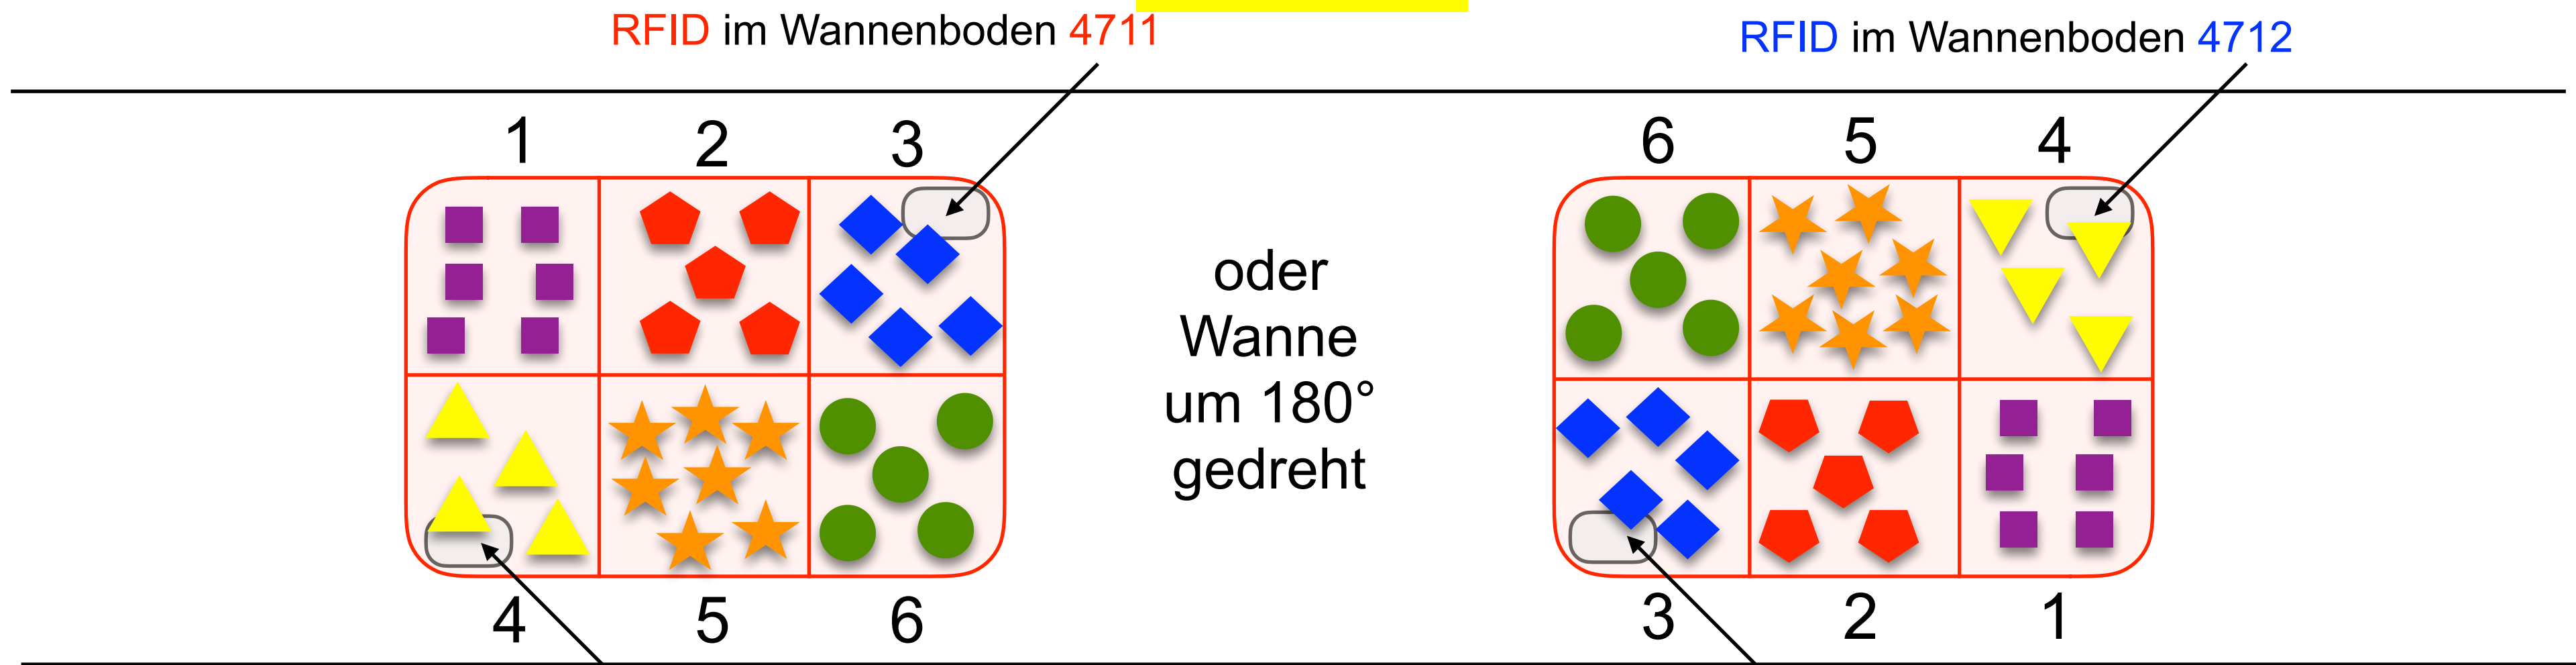 RFID im Wannenboden 4711
RFID im Wannenboden 4712
1 2 3
4 5 6
oder
Wanne
um 180°
gedreht
6 5 4
3 2 1